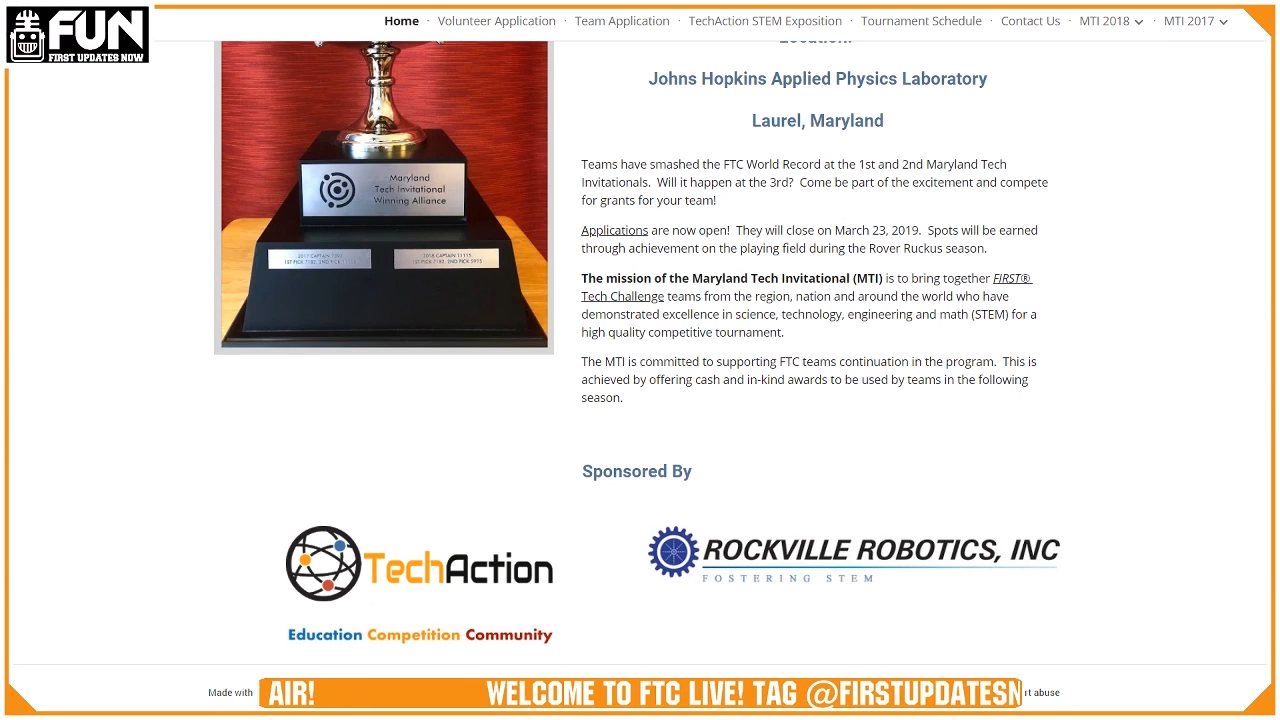 FUN
FIRST UPDATES NOW
Home · Volunteer Application · Team Application · TechAction STEM Exposition · Tournament Schedule · Contact Us · MTI 2018 · MTI 2017
Location:
Johns Hopkins Applied Physics Laboratory
Laurel, Maryland
Maryland
Tech Invitational
Winning Alliance
Teams have smashed the FTC World Record at the 1st and 2nd Maryland Tech
Invitationals.  Will it happen at the 3rd?  Come be part of the excitement and compete
for grants for your team!
Applications are now open!  They will close on March 23, 2019.  Spots will be earned
through achievement on the playing field during the Rover Ruckus season.
The mission of the Maryland Tech Invitational (MTI) is to bring together FIRST®
Tech Challenge teams from the region, nation and around the world who have
demonstrated excellence in science, technology, engineering and math (STEM) for a
high quality competitive tournament.
The MTI is committed to supporting FTC teams continuation in the program.  This is
achieved by offering cash and in-kind awards to be used by teams in the following
season.
Sponsored By
TechAction
Education Competition Community
ROCKVILLE ROBOTICS, INC
FOSTERING STEM
Made with
AIR! WELCOME TO FTC LIVE! TAG @FIRSTUPDATESN
rt abuse